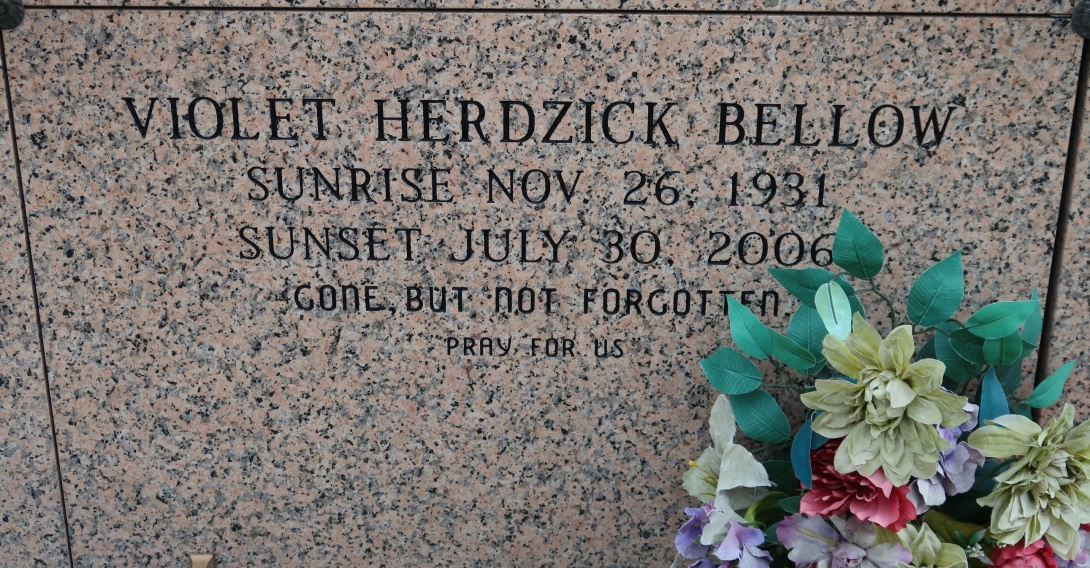 VIOLET HERDZICK BELLOW
SUNRISE NOV. 26, 1931
SUNSET JULY 30, 2006
GONE, BUT NOT FORGOTTEN
PRAY FOR US